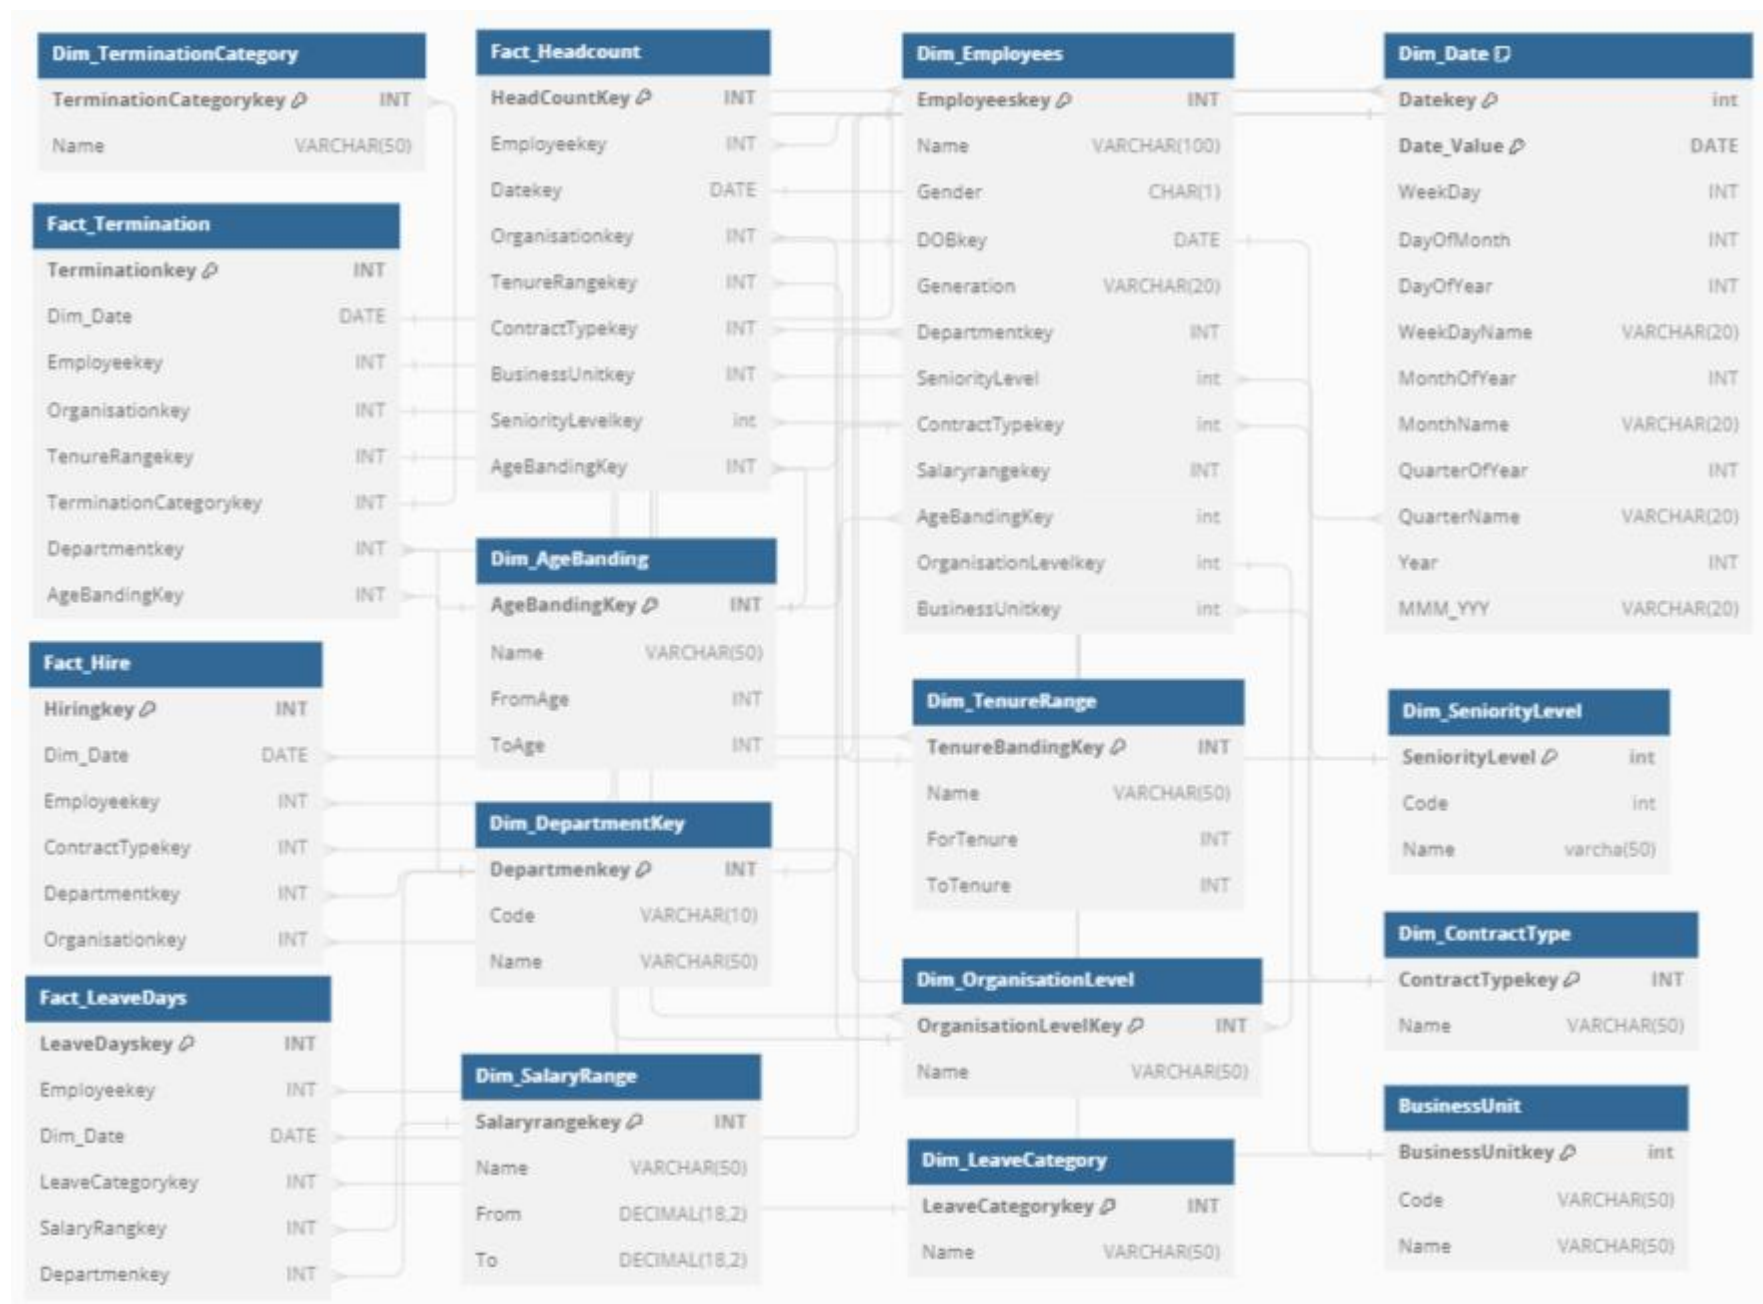 Dim_TerminationCategory
TerminationCategorykey INT
Name VARCHAR(50)
Fact_Termination
Terminationkey INT
Dim_Date DATE
Employeekey INT
Organisationkey INT
TenureRangekey INT
TerminationCategorykey INT
Departmentkey INT
AgeBandingKey INT
Fact_Hire
Hiringkey INT
Dim_Date DATE
Employeekey INT
ContractTypekey INT
Departmentkey INT
Organisationkey INT
Fact_LeaveDays
LeaveDayskey INT
Employeekey INT
Dim_Date DATE
LeaveCategorykey INT
SalaryRangkey INT
Departmenkey INT
Fact_Headcount
HeadCountKey INT
Employeekey INT
Datekey DATE
Organisationkey INT
TenureRangekey INT
ContractTypekey INT
BusinessUnitkey INT
SeniorityLevelkey int
AgeBandingKey INT
Dim_AgeBanding
AgeBandingKey INT
Name VARCHAR(50)
FromAge INT
ToAge INT
Dim_DepartmentKey
Departmenkey INT
Code VARCHAR(10)
Name VARCHAR(50)
Dim_SalaryRange
Salaryrangekey INT
Name VARCHAR(50)
From DECIMAL(18,2)
To DECIMAL(18,2)
Dim_Employees
Employeeskey INT
Name VARCHAR(100)
Gender CHAR(1)
DOBkey DATE
Generation VARCHAR(20)
Departmentkey INT
SeniorityLevel int
ContractTypekey int
Salaryrangekey INT
AgeBandingKey int
OrganisationLevelkey int
BusinessUnitkey int
Dim_TenureRange
TenureBandingKey INT
Name VARCHAR(50)
ForTenure INT
ToTenure INT
Dim_OrganisationLevel
OrganisationLevelKey INT
Name VARCHAR(50)
Dim_LeaveCategory
LeaveCategorykey INT
Name VARCHAR(50)
Dim_Date
Datekey int
Date_Value DATE
WeekDay INT
DayOfMonth INT
DayOfYear INT
WeekDayName VARCHAR(20)
MonthOfYear INT
MonthName VARCHAR(20)
QuarterOfYear INT
QuarterName VARCHAR(20)
Year INT
MMM_YYY VARCHAR(20)
Dim_SeniorityLevel
SeniorityLevel int
Code int
Name varcha(50)
Dim_ContractType
ContractTypekey INT
Name VARCHAR(50)
BusinessUnit
BusinessUnitkey int
Code VARCHAR(50)
Name VARCHAR(50)